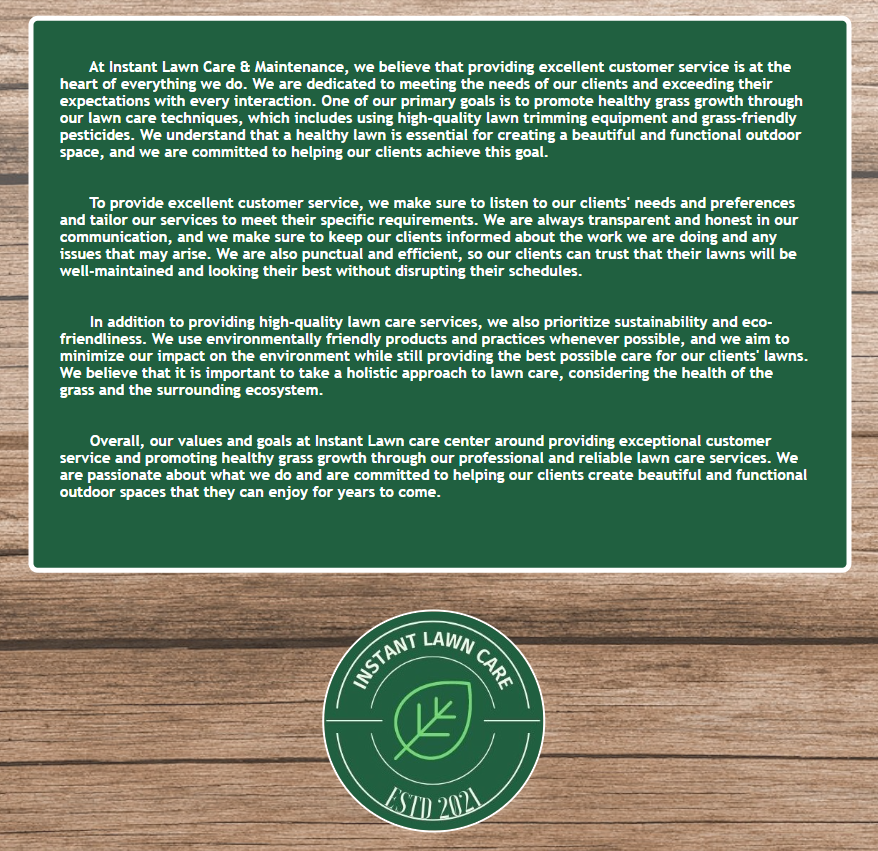 At Instant Lawn Care & Maintenance, we believe that providing excellent customer service is at the
heart of everything we do. We are dedicated to meeting the needs of our clients and exceeding their
expectations with every interaction. One of our primary goals is to promote healthy grass growth through
our lawn care techniques, which includes using high-quality lawn trimming equipment and grass-friendly
pesticides. We understand that a healthy lawn is essential for creating a beautiful and functional outdoor
space, and we are committed to helping our clients achieve this goal.
To provide excellent customer service, we make sure to listen to our clients' needs and preferences
and tailor our services to meet their specific requirements. We are always transparent and honest in our
communication, and we make sure to keep our clients informed about the work we are doing and any
issues that may arise. We are also punctual and efficient, so our clients can trust that their lawns will be
well-maintained and looking their best without disrupting their schedules.
In addition to providing high-quality lawn care services, we also prioritize sustainability and eco-
friendliness. We use environmentally friendly products and practices whenever possible, and we aim to
minimize our impact on the environment while still providing the best possible care for our clients' lawns.
We believe that it is important to take a holistic approach to lawn care, considering the health of the
grass and the surrounding ecosystem.
Overall, our values and goals at Instant Lawn care center around providing exceptional customer
service and promoting healthy grass growth through our professional and reliable lawn care services. We
are passionate about what we do and are committed to helping our clients create beautiful and functional
outdoor spaces that they can enjoy for years to come.
INSTANT LAWN CARE
ESTD 2021